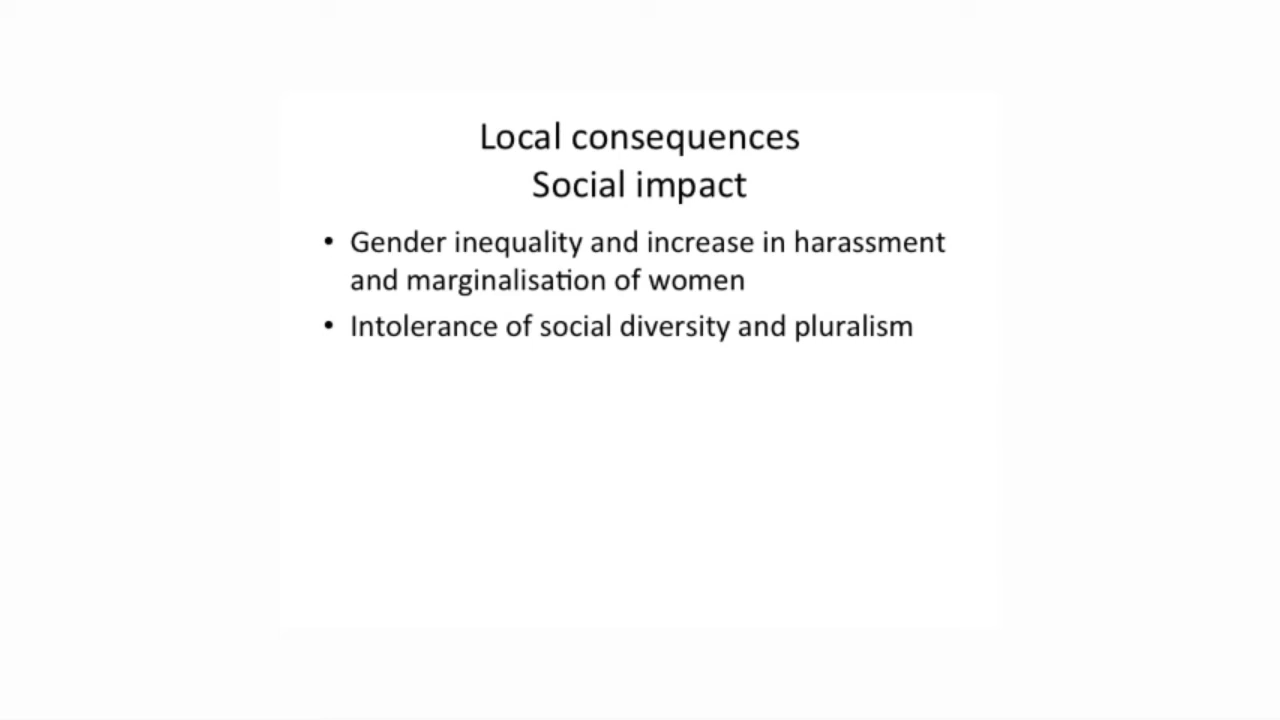 Local consequences
Social impact
• Gender inequality and increase in harassment
and marginalisation of women
• Intolerance of social diversity and pluralism